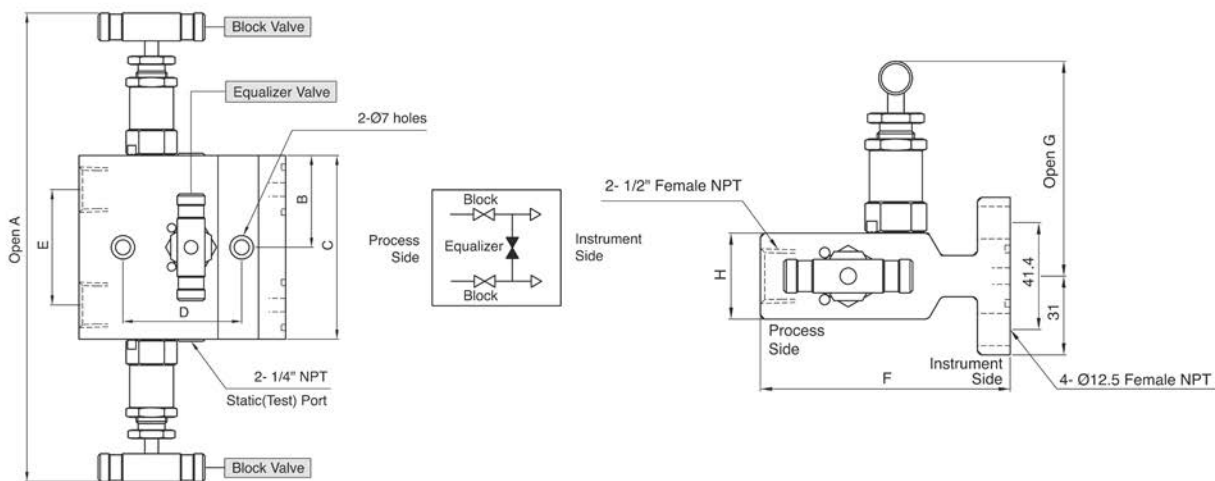 Block Valve
Equalizer Valve
2-Ø7 holes
Open A
E
B
C
D
2- 1/4" NPT
Static(Test) Port
Block Valve
Process
Side
Block
Equalizer
Block
Instrument
Side
2- 1/2" Female NPT
Open G
H
41.4
31
Process
Side
Instrument
Side
F
4- Ø12.5 Female NPT